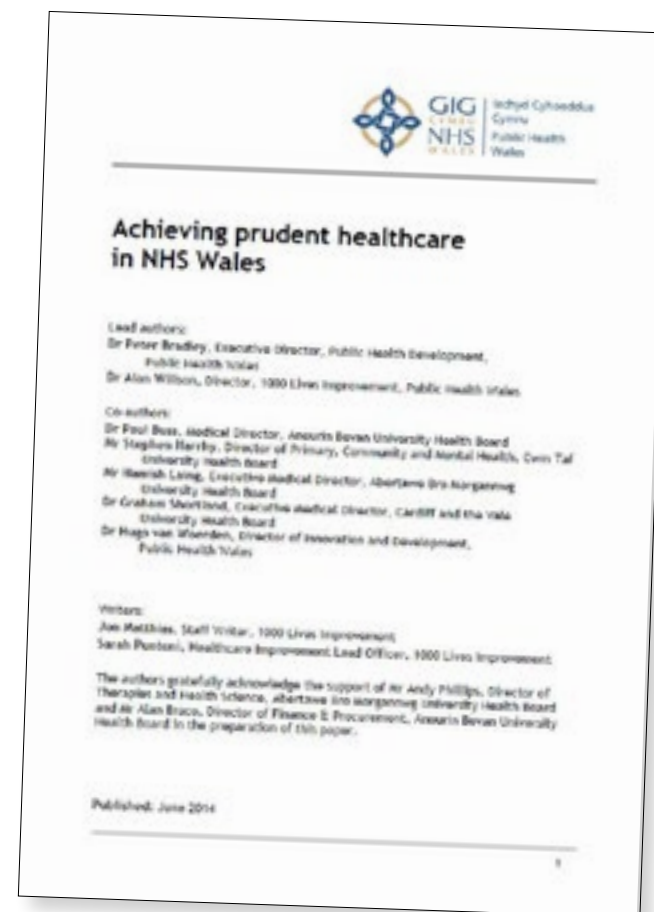 GIG
CYMRU
NHS
WALES
Iechyd Cyhoeddus
Cymru
Public Health
Wales
Achieving prudent healthcare
in NHS Wales
Lead authors:
Dr Peter Bradley, Executive Director, Public Health Development,
Public Health Wales
Dr Alan Willson, Director, 1000 Lives Improvement, Public Health Wales
Co-authors:
Dr Paul Buss, Medical Director, Aneurin Bevan University Health Board
Mr Stephen Harrhy, Director of Primary, Community and Mental Health, Cwm Taf
University Health Board
Mr Hamish Laing, Executive Medical Director, Abertawe Bro Morgannwg
University Health Board
Dr Graham Shortland, Executive Medical Director, Cardiff and the Vale
University Health Board
Dr Hugo van Woerden, Director of Innovation and Development,
Public Health Wales
Writers:
Jon Matthias, Staff Writer, 1000 Lives Improvement
Sarah Puntoni, Healthcare Improvement Lead Officer, 1000 Lives Improvement
The authors gratefully acknowledge the support of Mr Andy Phillips, Director of
Therapies and Health Science, Abertawe Bro Morgannwg University Health Board
and Mr Alan Brace, Director of Finance & Procurement, Aneurin Bevan University
Health Board in the preparation of this paper.
Published: June 2014
1